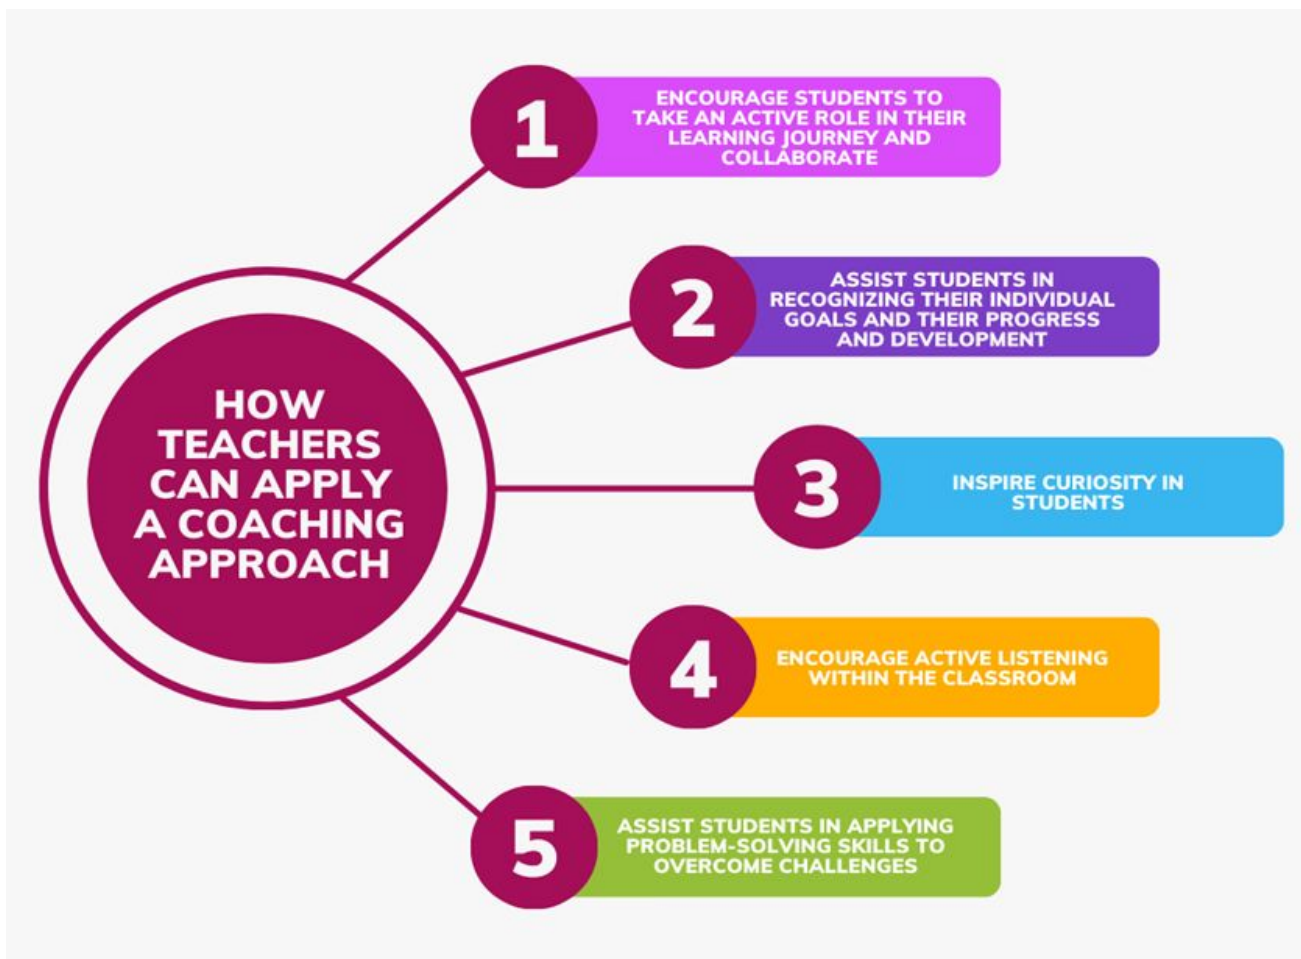 HOW
TEACHERS
CAN APPLY
A COACHING
APPROACH
1
ENCOURAGE STUDENTS TO
TAKE AN ACTIVE ROLE IN THEIR
LEARNING JOURNEY AND
COLLABORATE
2
ASSIST STUDENTS IN
RECOGNIZING THEIR INDIVIDUAL
GOALS AND THEIR PROGRESS
AND DEVELOPMENT
3
INSPIRE CURIOSITY IN
STUDENTS
4
ENCOURAGE ACTIVE LISTENING
WITHIN THE CLASSROOM
5
ASSIST STUDENTS IN APPLYING
PROBLEM-SOLVING SKILLS TO
OVERCOME CHALLENGES